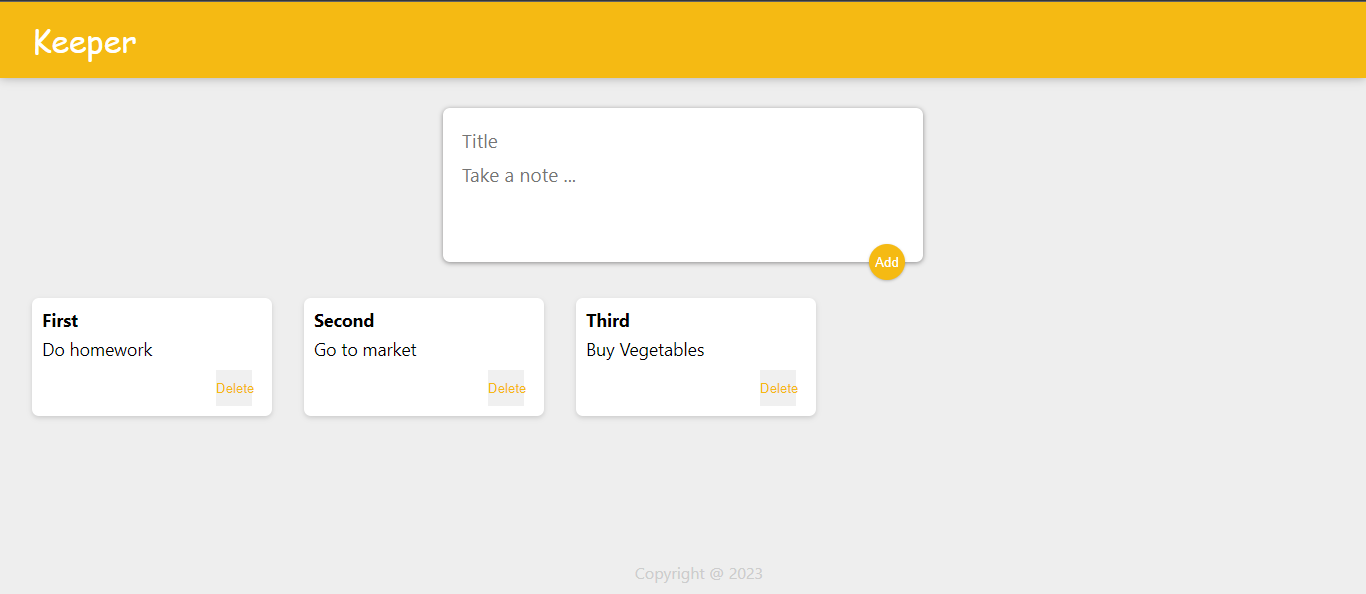 Keeper
Title
Take a note ...
Add
First
Do homework
Delete
Second
Go to market
Delete
Third
Buy Vegetables
Delete
Copyright @ 2023